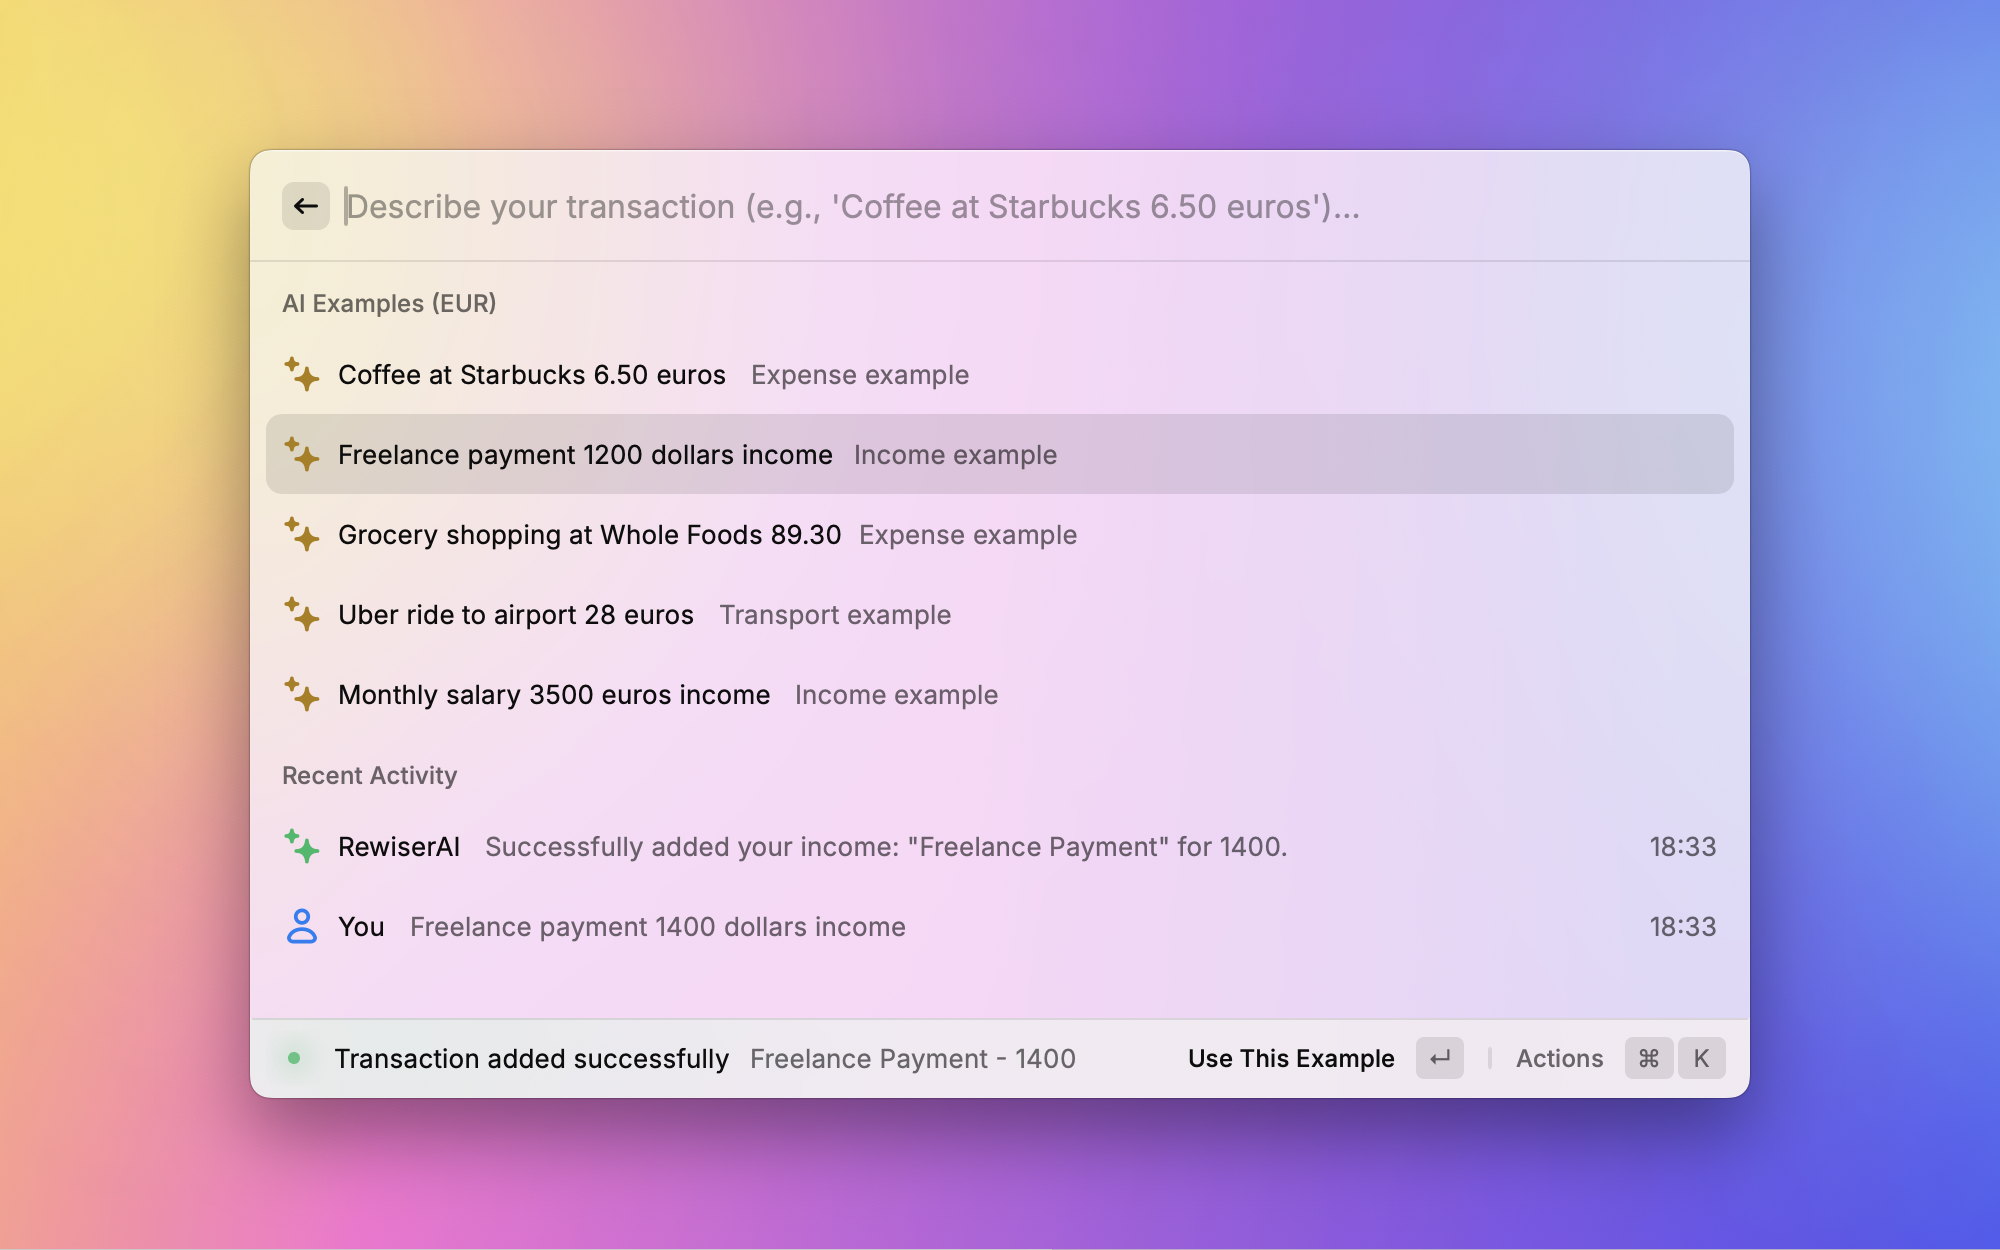 Describe your transaction (e.g., 'Coffee at Starbucks 6.50 euros')...
AI Examples (EUR)
Coffee at Starbucks 6.50 euros Expense example
Freelance payment 1200 dollars income Income example
Grocery shopping at Whole Foods 89.30 Expense example
Uber ride to airport 28 euros Transport example
Monthly salary 3500 euros income Income example
Recent Activity
RewiserAI Successfully added your income: "Freelance Payment" for 1400. 18:33
You Freelance payment 1400 dollars income 18:33
Transaction added successfully Freelance Payment - 1400 Use This Example ↵ Actions ⌘ K